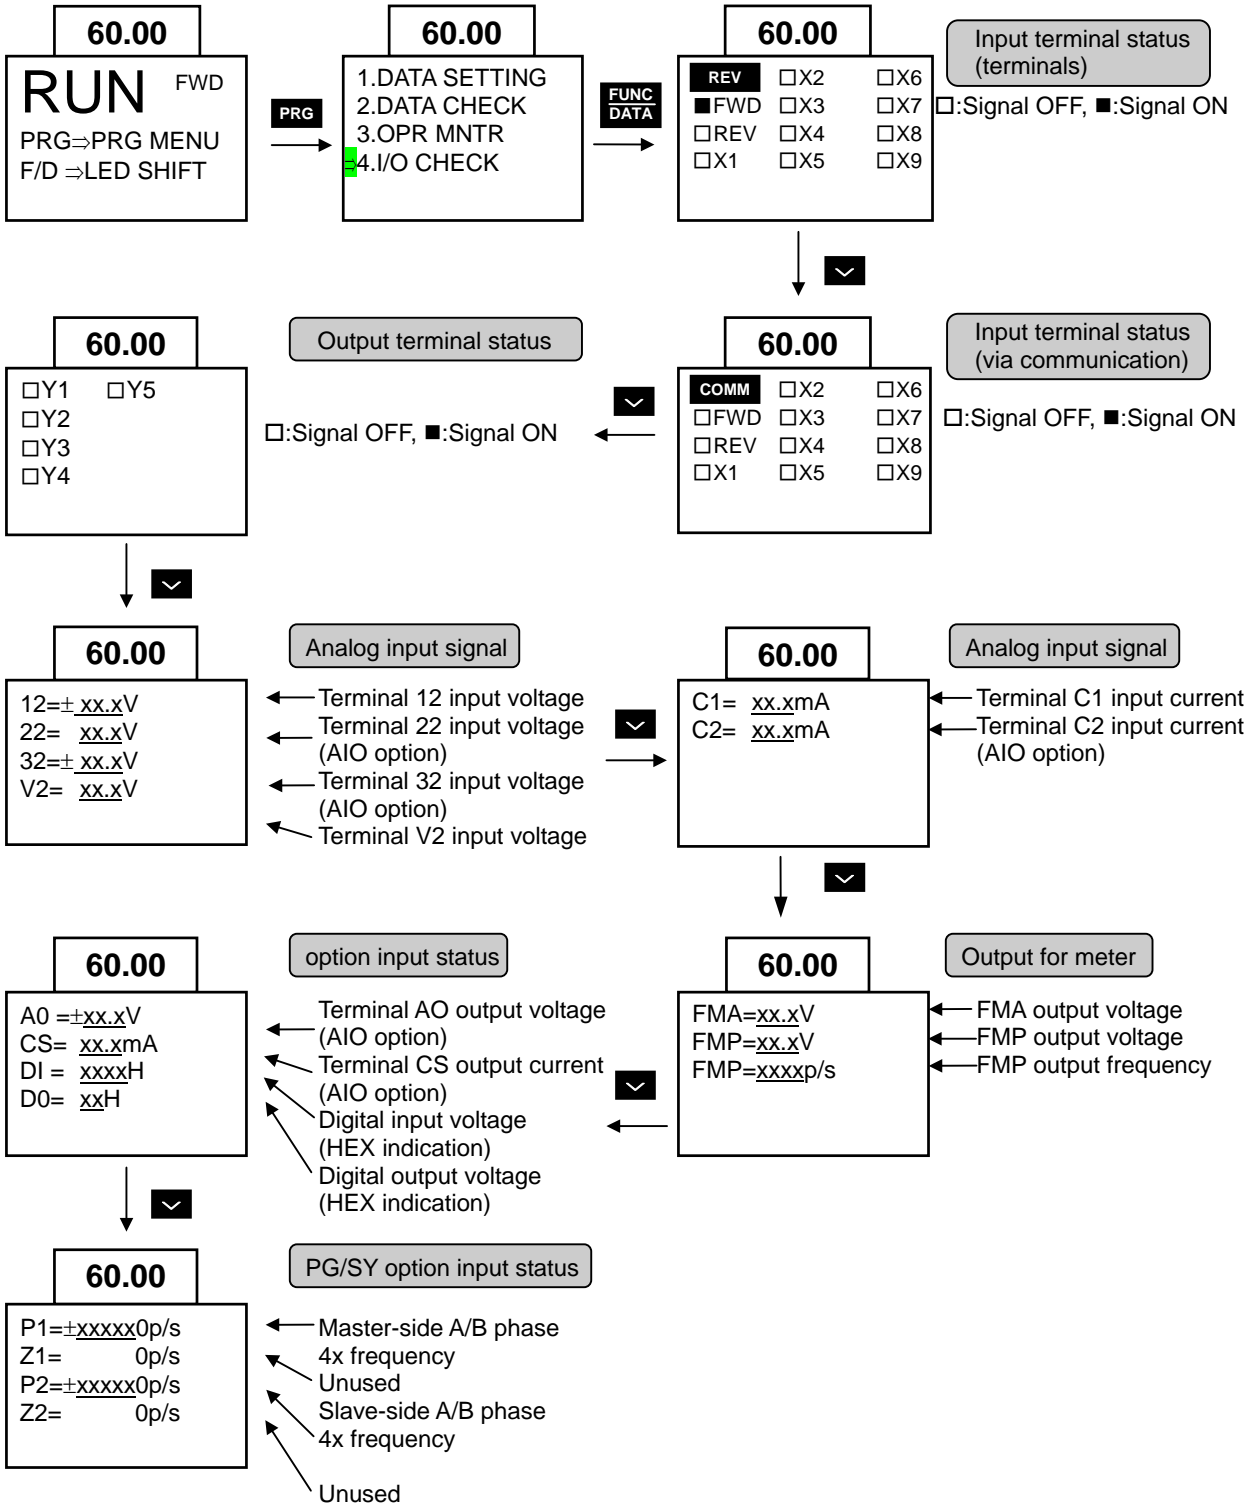 60.00
RUN FWD
PRG⇒PRG MENU
F/D ⇒LED SHIFT
PRG
60.00
1.DATA SETTING
2.DATA CHECK
3.OPR MNTR
⇒4.I/O CHECK
FUNC
DATA
60.00
REV □X2 □X6
■FWD □X3 □X7
□REV □X4 □X8
□X1 □X5 □X9
Input terminal status
(terminals)
□:Signal OFF, ■:Signal ON
60.00
□Y1 □Y5
□Y2
□Y3
□Y4
Output terminal status
□:Signal OFF, ■:Signal ON
60.00
COMM □X2 □X6
□FWD □X3 □X7
□REV □X4 □X8
□X1 □X5 □X9
Input terminal status
(via communication)
□:Signal OFF, ■:Signal ON
60.00
12=± xx.xV
22= xx.xV
32=± xx.xV
V2= xx.xV
Analog input signal
Terminal 12 input voltage
Terminal 22 input voltage
(AIO option)
Terminal 32 input voltage
(AIO option)
Terminal V2 input voltage
60.00
C1= xx.xmA
C2= xx.xmA
Analog input signal
Terminal C1 input current
Terminal C2 input current
(AIO option)
60.00
A0 =±xx.xV
CS= xx.xmA
DI = xxxxH
D0= xxH
option input status
Terminal AO output voltage
(AIO option)
Terminal CS output current
(AIO option)
Digital input voltage
(HEX indication)
Digital output voltage
(HEX indication)
60.00
FMA=xx.xV
FMP=xx.xV
FMP=xxxxp/s
Output for meter
FMA output voltage
FMP output voltage
FMP output frequency
60.00
P1=±xxxxx0p/s
Z1= 0p/s
P2=±xxxxx0p/s
Z2= 0p/s
PG/SY option input status
Master-side A/B phase
4x frequency
Unused
Slave-side A/B phase
4x frequency
Unused